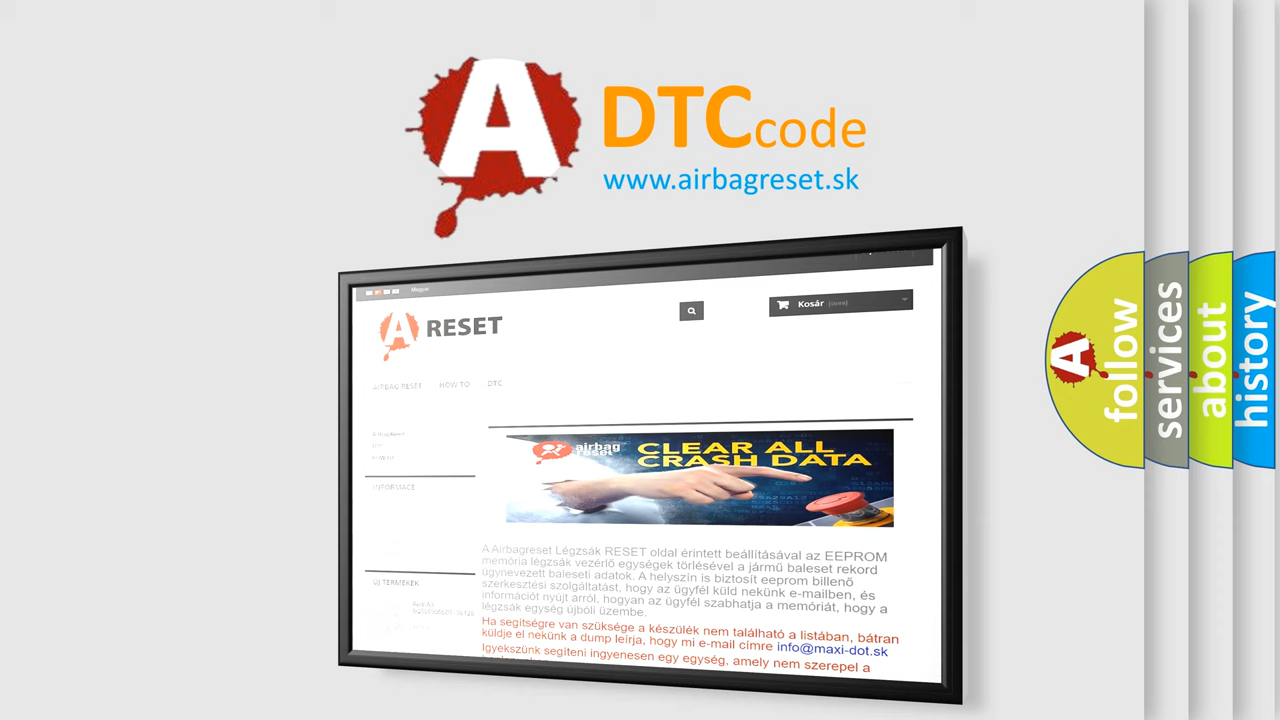 A
DTC code
www.airbagreset.sk
Magyar
A RESET
Kosár (üres)
AIRBAG RESET HOW TO DTC
INFORMACE
ÚJ TERMÉKEK
airbag
reset
CLEAR ALL
CRASH DATA
A Airbagreset Légzsák RESET oldal érintett beállításával az EEPROM
memória légzsák vezérlő egységek törlésével a jármű baleset rekord
úgynevezett baleseti adatok. A helyszín is biztosít eeprom billenő
szerkesztési szolgáltatást, hogy az ügyfél küld nekünk e-mailben, és
információt nyújt arról, hogyan az ügyfél szabhatja a memóriát, hogy a
légzsák egység újbóli üzembe.
Ha segítségre van szüksége a készülék nem található a listában, bátran
küldje el nekünk a dump leírja, hogy mi e-mail címre info@maxi-dot.sk
Igyekszünk segíteni ingyenesen egy egység, amely nem szerepel a
A
follow
services
about
history